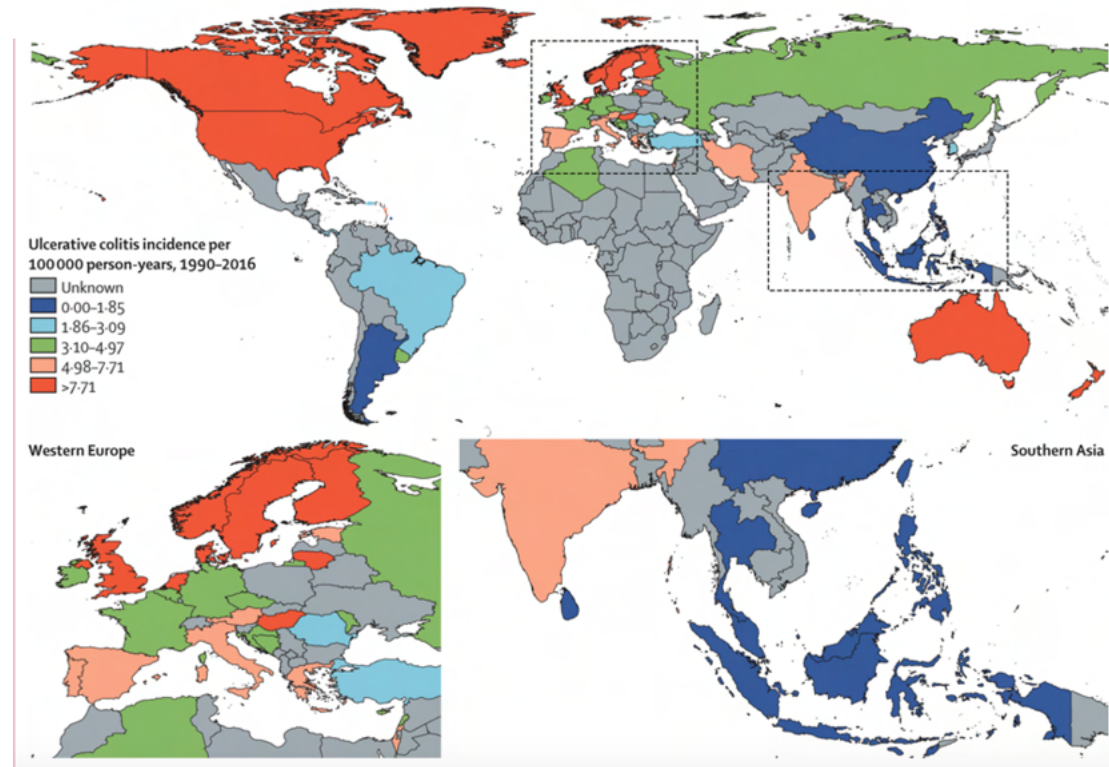 Ulcerative colitis incidence per
100 000 person-years, 1990–2016
Unknown
0·00–1·85
1·86–3·09
3·10–4·97
4·98–7·71
>7·71
Western Europe
Southern Asia